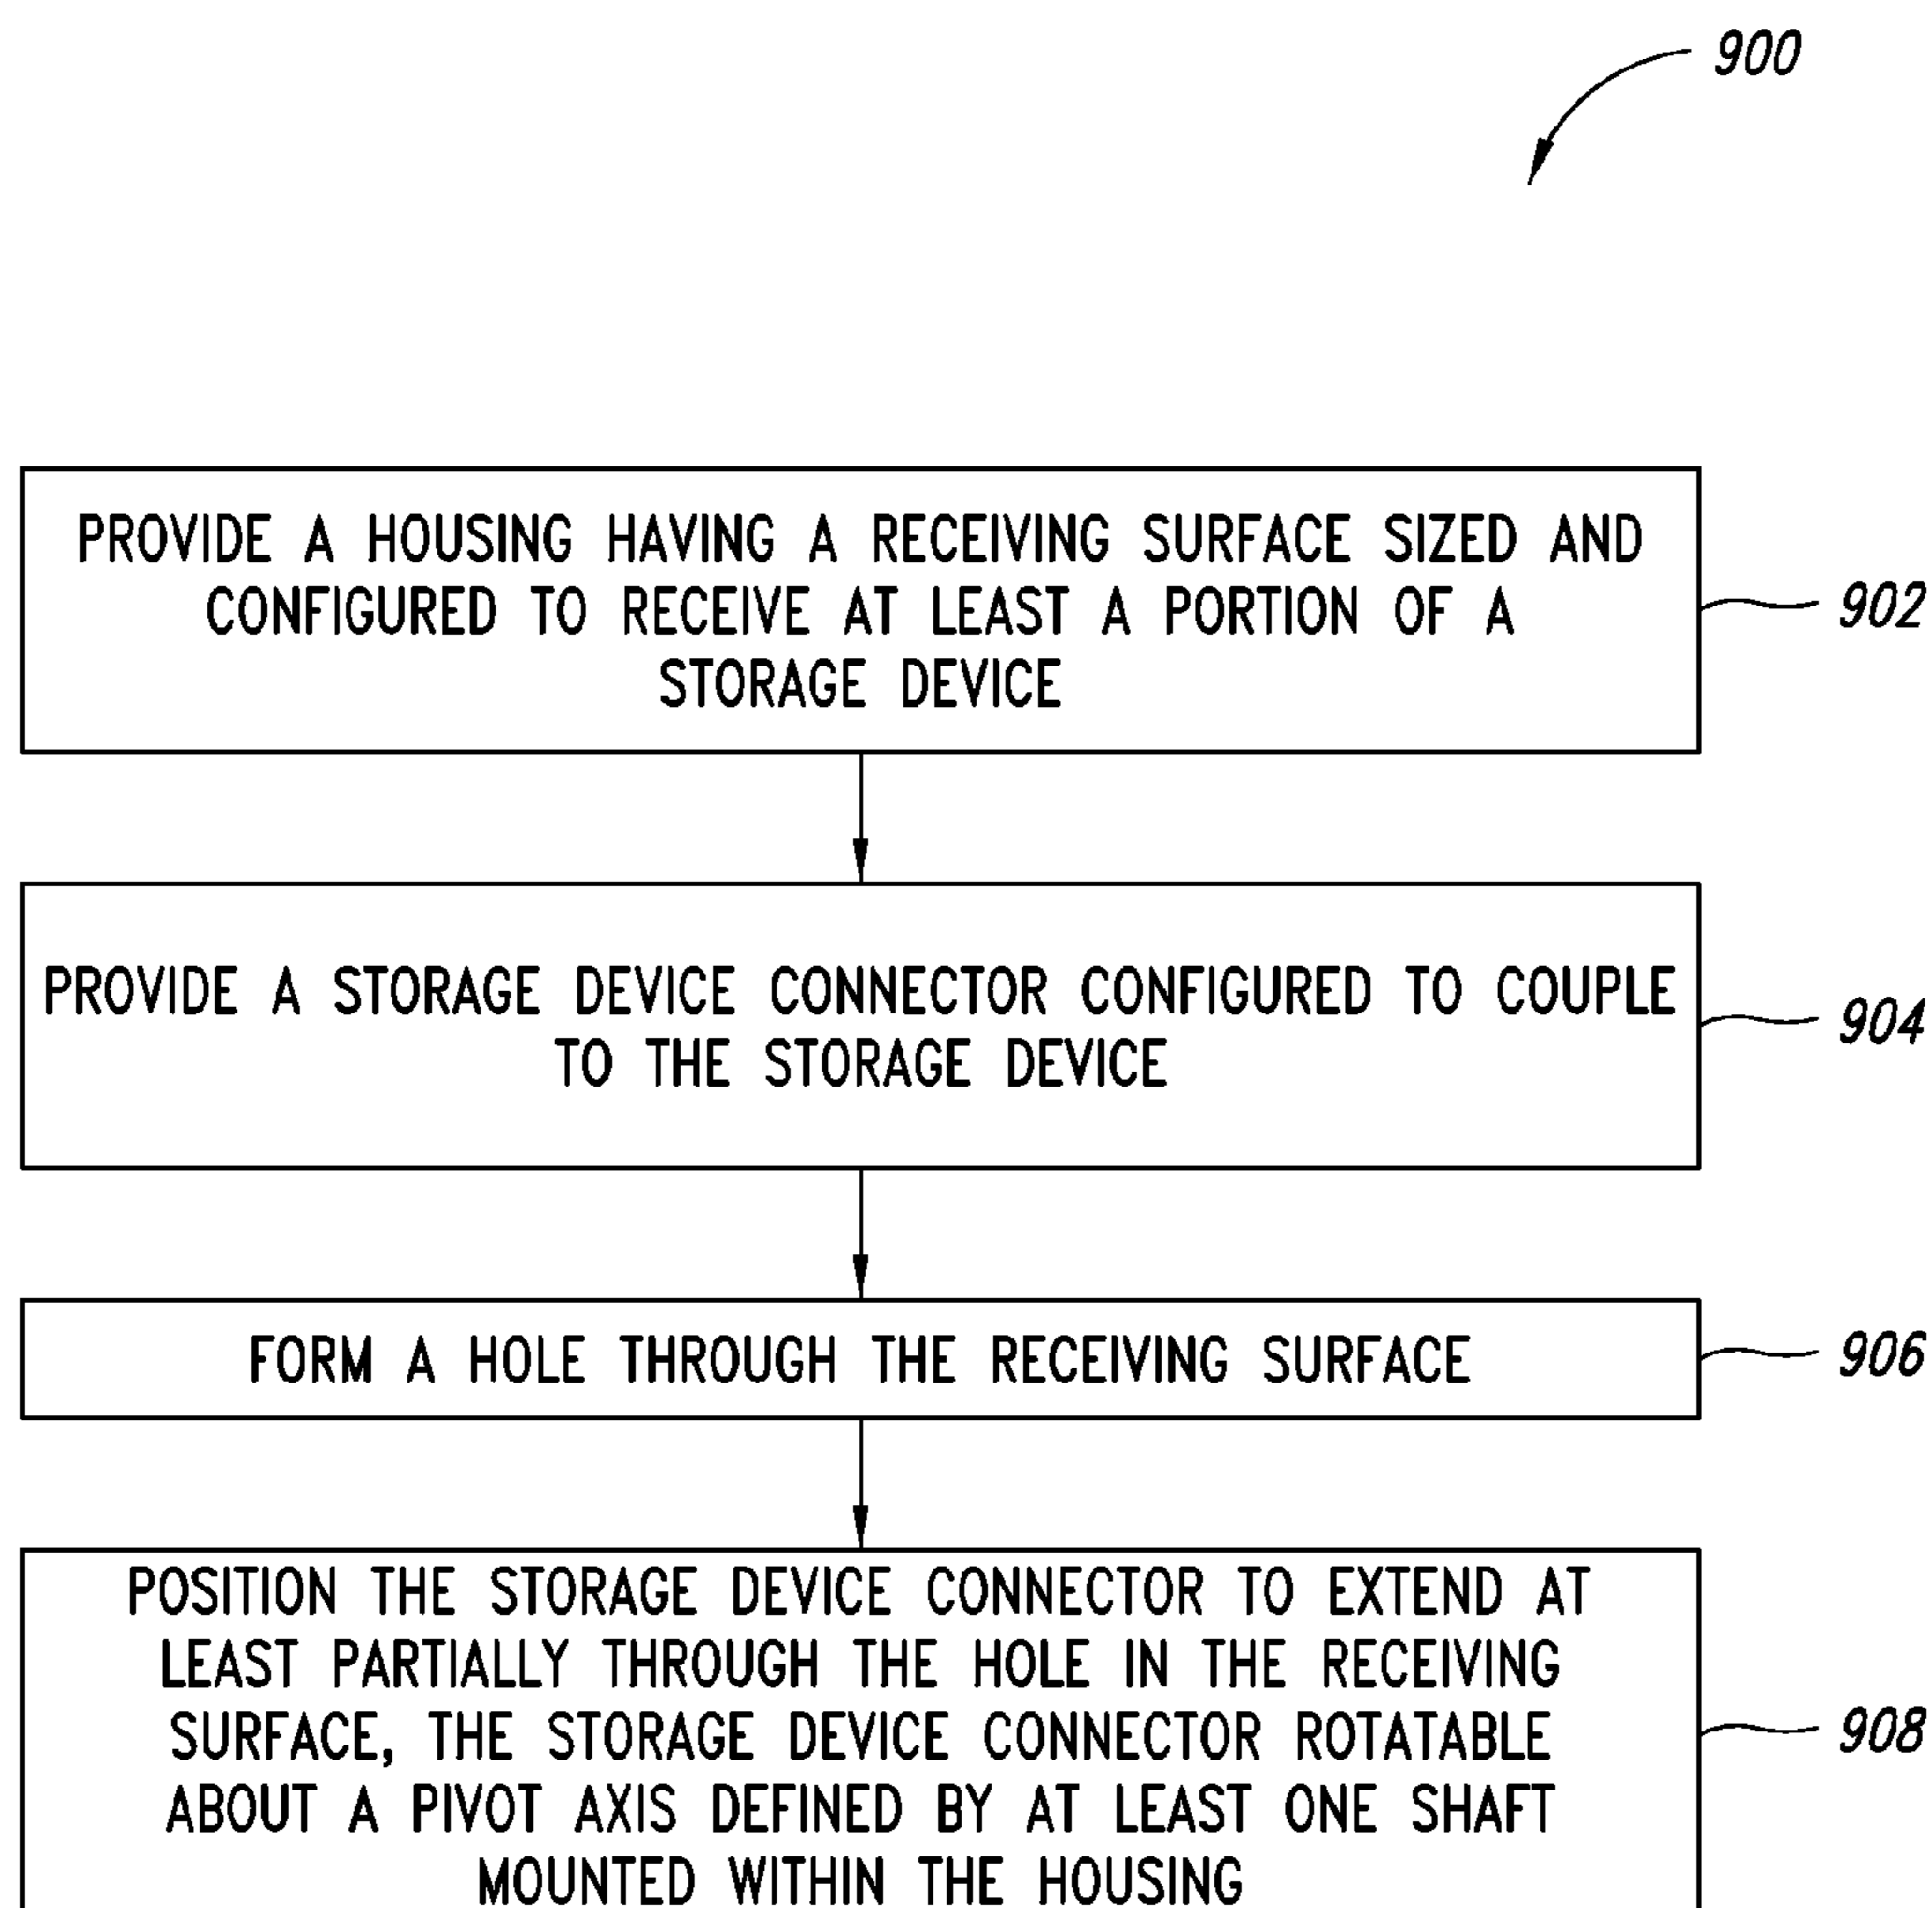 900
PROVIDE A HOUSING HAVING A RECEIVING SURFACE SIZED AND
CONFIGURED TO RECEIVE AT LEAST A PORTION OF A
STORAGE DEVICE
902
PROVIDE A STORAGE DEVICE CONNECTOR CONFIGURED TO COUPLE
TO THE STORAGE DEVICE
904
FORM A HOLE THROUGH THE RECEIVING SURFACE
906
POSITION THE STORAGE DEVICE CONNECTOR TO EXTEND AT
LEAST PARTIALLY THROUGH THE HOLE IN THE RECEIVING
SURFACE, THE STORAGE DEVICE CONNECTOR ROTATABLE
ABOUT A PIVOT AXIS DEFINED BY AT LEAST ONE SHAFT
MOUNTED WITHIN THE HOUSING
908